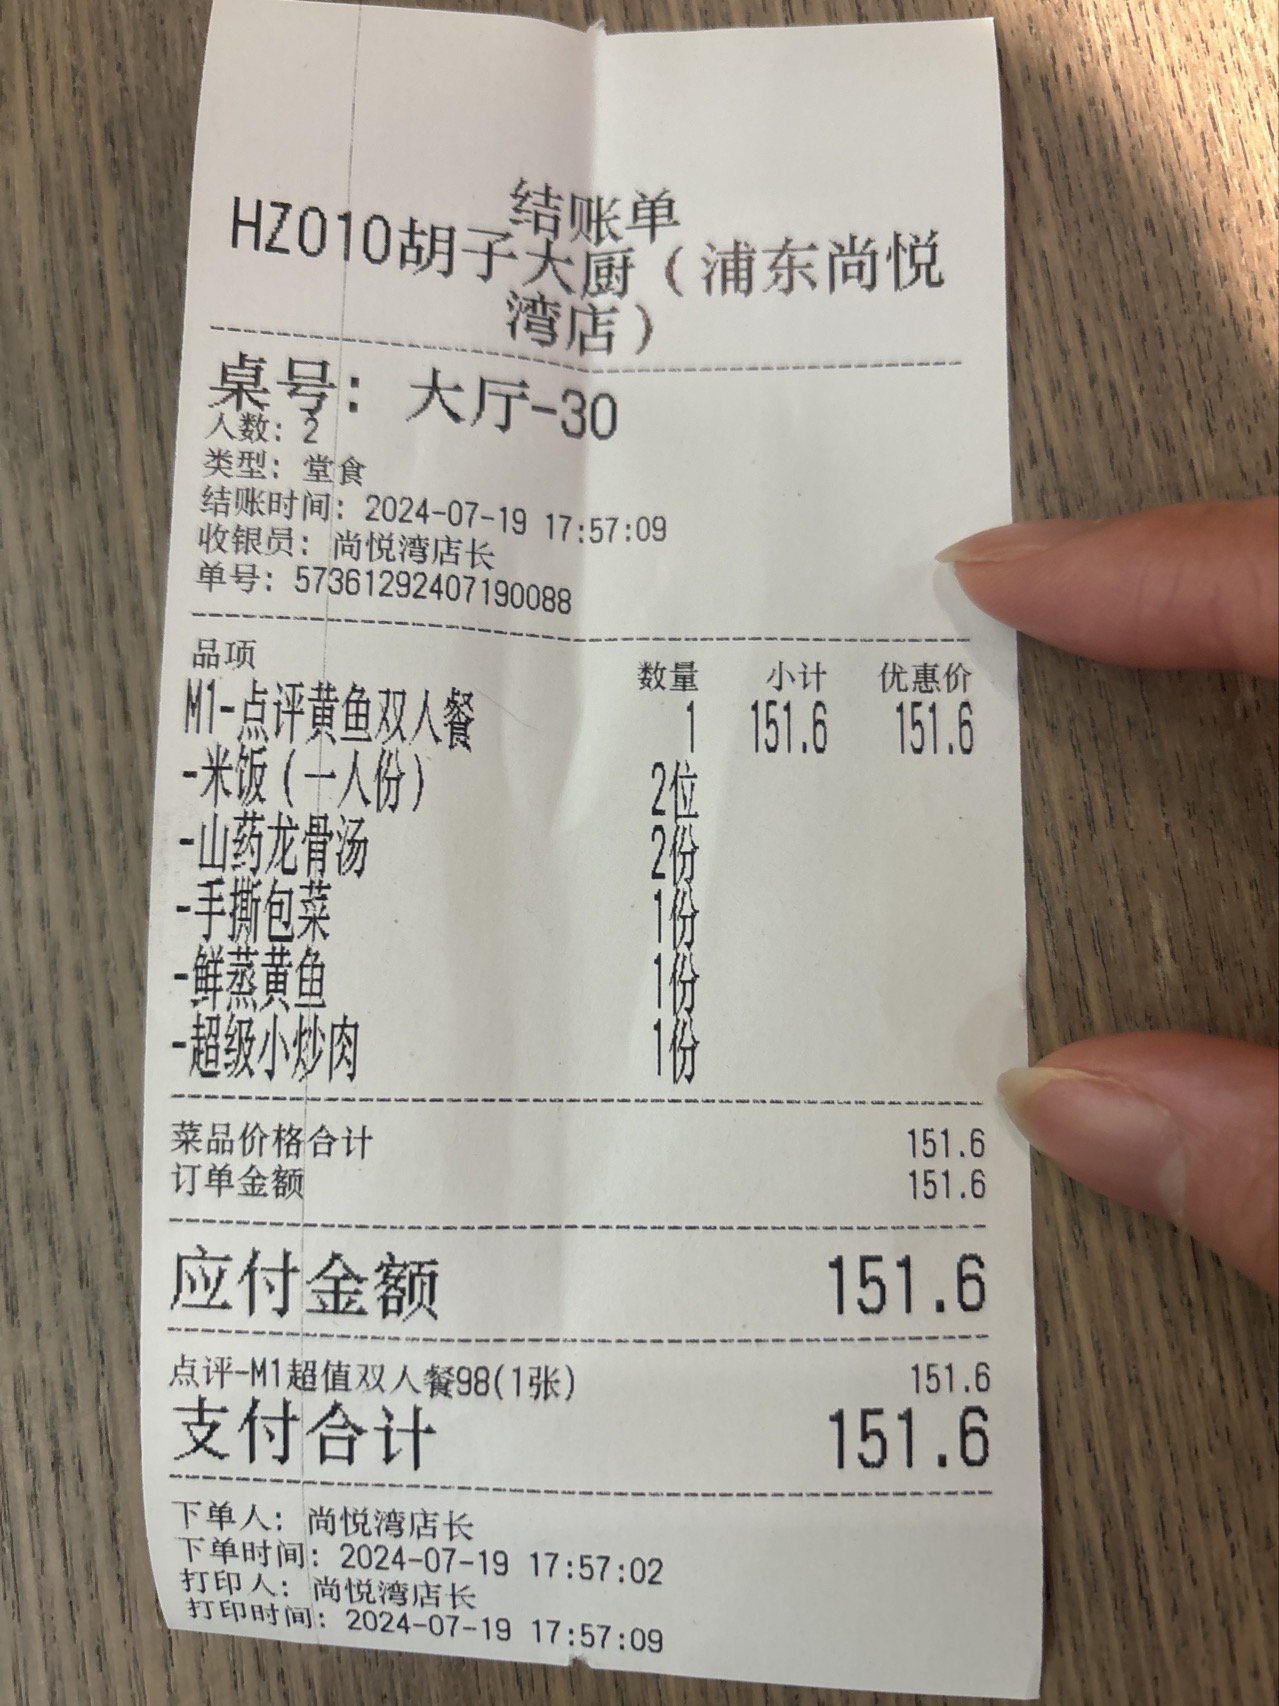 结账单
HZ010胡子大厨（浦东尚悦
湾店）
桌号： 大厅-30
人数：2
类型：堂食
结账时间：2024-07-19 17:57:09
收银员：尚悦湾店长
单号：57361292407190088
品项 数量 小计 优惠价
M1-点评黄鱼双人餐 1 151.6 151.6
-米饭（一人份） 2位
-山药龙骨汤 2份
-手撕包菜 1份
-鲜蒸黄鱼 1份
-超级小炒肉 1份
菜品价格合计 151.6
订单金额 151.6
应付金额 151.6
点评-M1超值双人餐98(1张) 151.6
支付合计 151.6
下单人：尚悦湾店长
下单时间：2024-07-19 17:57:02
打印人：尚悦湾店长
打印时间：2024-07-19 17:57:09